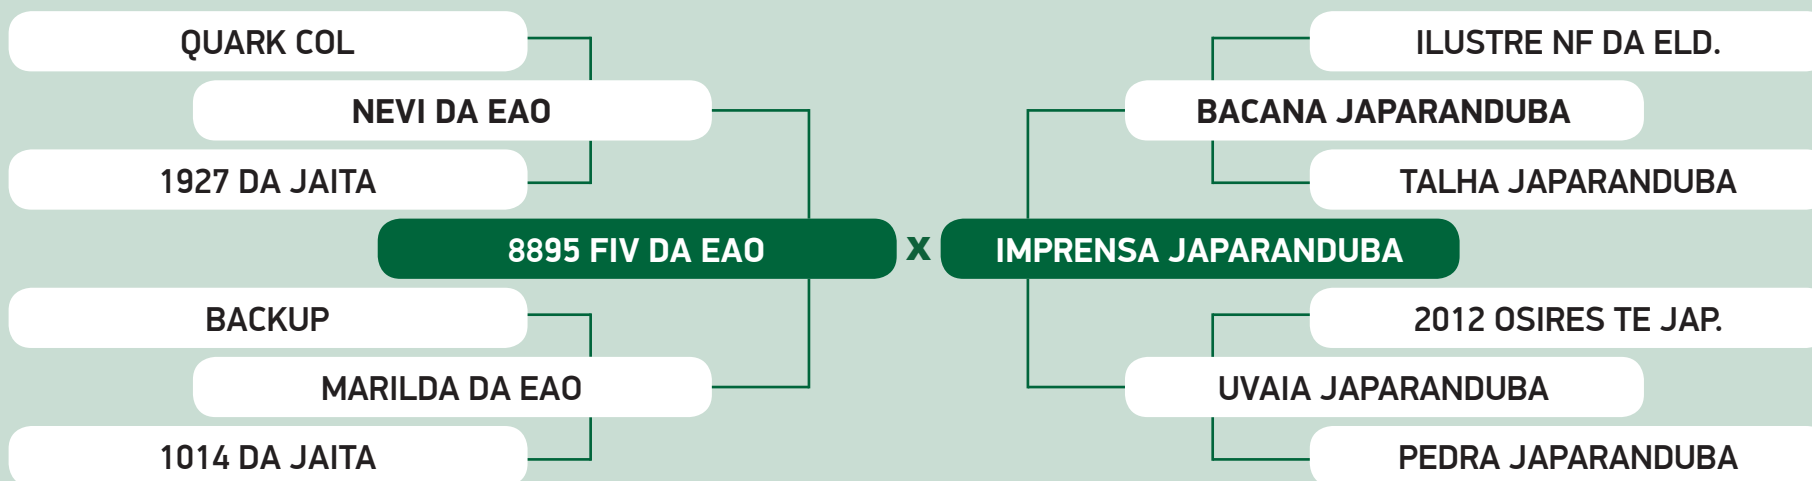 QUARK COL
ILUSTRE NF DA ELD.
NEVI DA EAO
BACANA JAPARANDUBA
1927 DA JAITA
TALHA JAPARANDUBA
8895 FIV DA EAO x IMPRENSA JAPARANDUBA
BACKUP
2012 OSIRES TE JAP.
MARILDA DA EAO
UVAIA JAPARANDUBA
1014 DA JAITA
PEDRA JAPARANDUBA